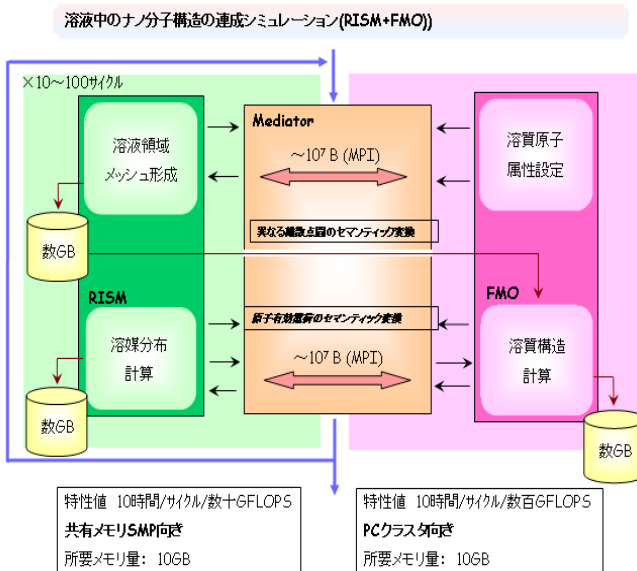 溶液中のナノ分子構造の連成シミュレーション(RISM+FMO))
×10～100サイクル
Mediator
溶液領域
メッシュ形成
～10⁷ B (MPI)
溶質原子
属性設定
数GB
異なる離散点間のセマンティック変換
RISM
FMO
原子有効電荷のセマンティック変換
溶媒分布
計算
～10⁷ B (MPI)
溶質構造
計算
数GB
数GB
特性値 10時間/サイクル/数十GFLOPS
共有メモリSMP向き
所要メモリ量: 10GB
特性値 10時間/サイクル/数百GFLOPS
PCクラスタ向き
所要メモリ量: 10GB